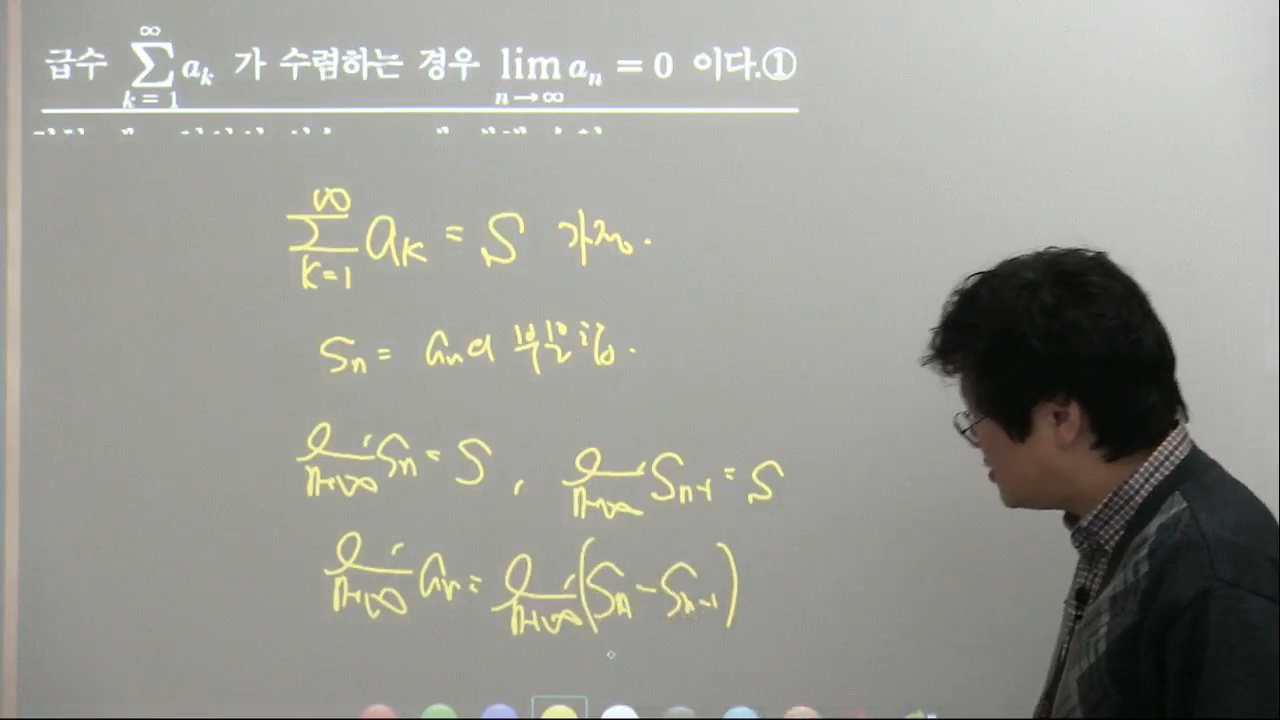 급수 ∑_{k=1}^{∞} a_k 가 수렴하는 경우 lim_{n→∞} a_n = 0 이다.①
∑_{k=1}^{∞} a_k = S 가정.
S_n = a_n의 부분합.
lim_{n→∞} S_n = S , lim_{n→∞} S_{n-1} = S
lim_{n→∞} a_n = lim_{n→∞} (S_n - S_{n-1})